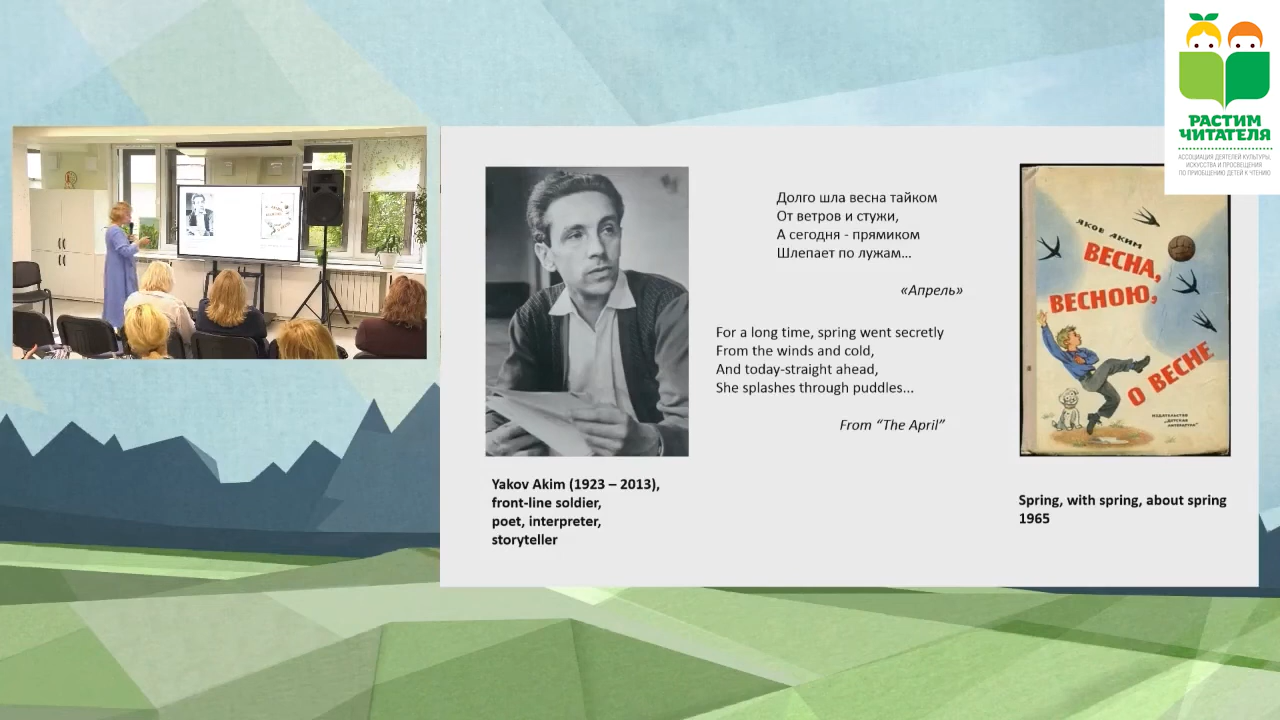 РАСТИМ
ЧИТАТЕЛЯ
АССОЦИАЦИЯ ДЕЯТЕЛЕЙ КУЛЬТУРЫ,
ИСКУССТВА И ПРОСВЕЩЕНИЯ
ПО ПРИОБЩЕНИЮ ДЕТЕЙ К ЧТЕНИЮ
Долго шла весна тайком
От ветров и стужи,
А сегодня - прямиком
Шлепает по лужам...
«Апрель»
For a long time, spring went secretly
From the winds and cold,
And today-straight ahead,
She splashes through puddles...
From “The April”
ЯКОВ АКИМ
ВЕСНА,
ВЕСНОЮ,
О ВЕСНЕ
ИЗДАТЕЛЬСТВО
„ДЕТСКАЯ
ЛИТЕРАТУРА“
Yakov Akim (1923 – 2013),
front-line soldier,
poet, interpreter,
storyteller
Spring, with spring, about spring
1965